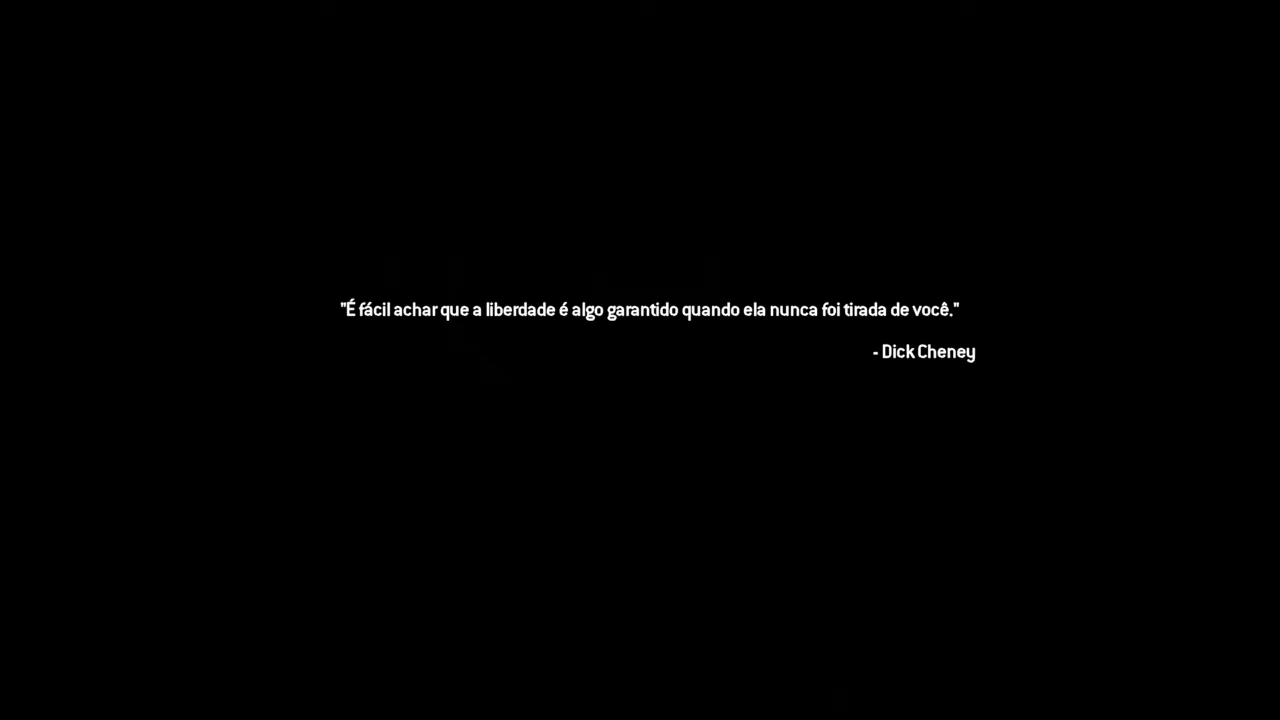 "É fácil achar que a liberdade é algo garantido quando ela nunca foi tirada de você."
- Dick Cheney